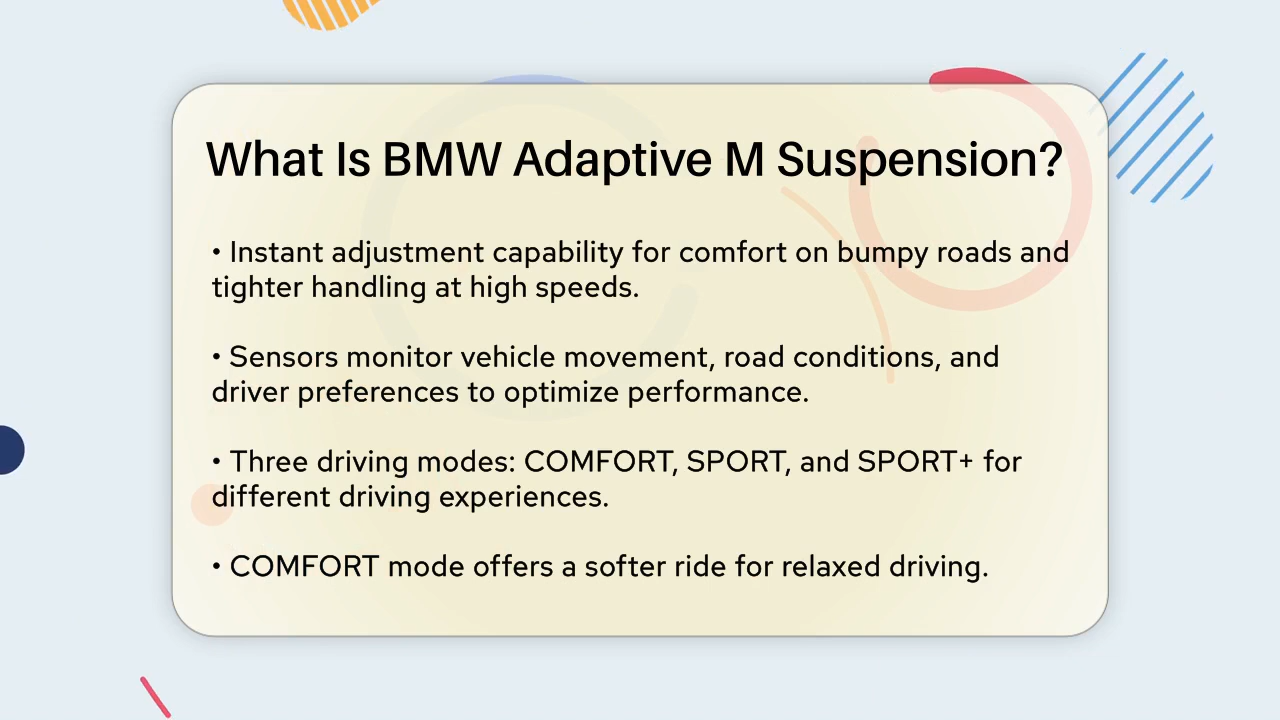 What Is BMW Adaptive M Suspension?
• Instant adjustment capability for comfort on bumpy roads and
tighter handling at high speeds.
• Sensors monitor vehicle movement, road conditions, and
driver preferences to optimize performance.
• Three driving modes: COMFORT, SPORT, and SPORT+ for
different driving experiences.
• COMFORT mode offers a softer ride for relaxed driving.